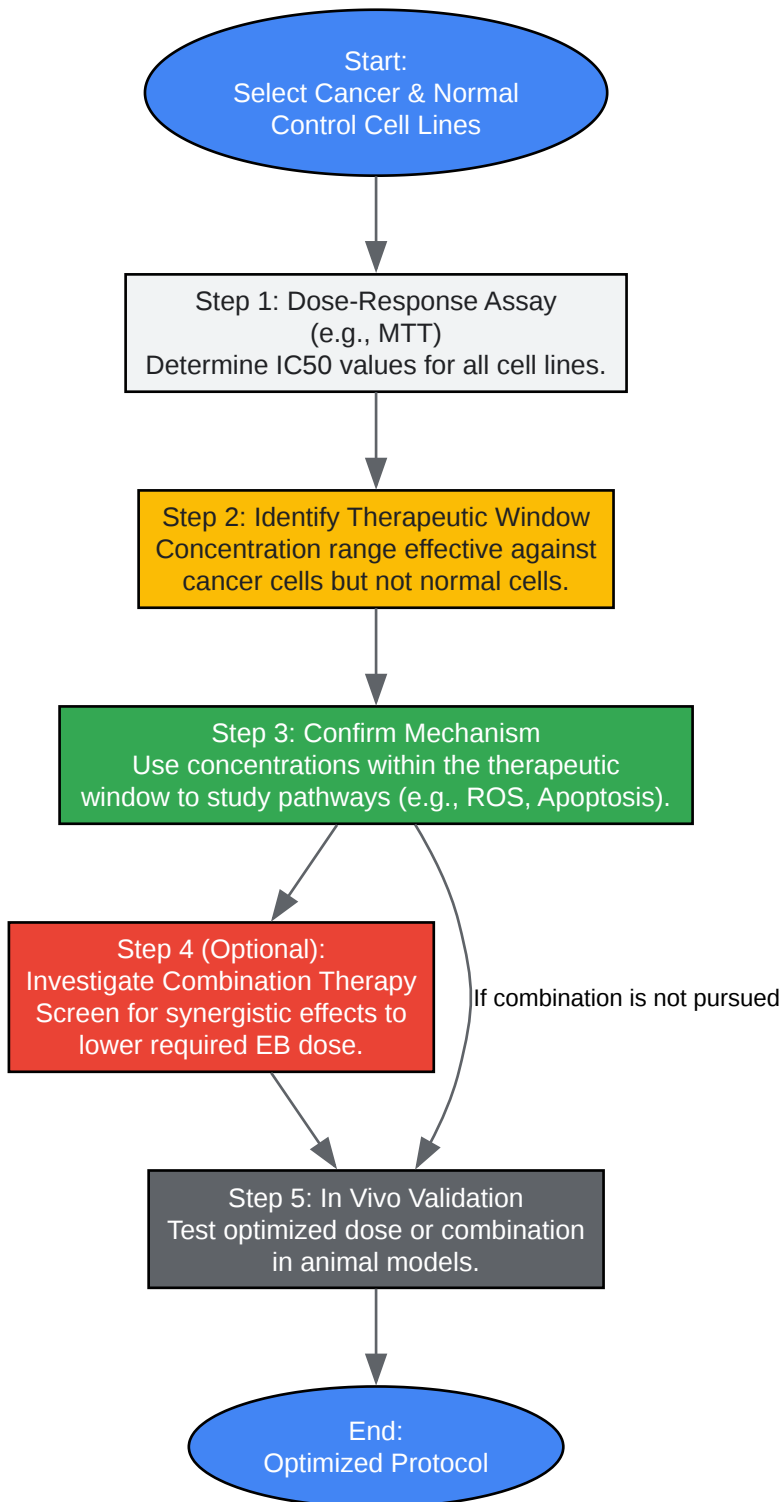 Start:
Select Cancer & Normal
Control Cell Lines
Step 1: Dose-Response Assay
(e.g., MTT)
Determine IC50 values for all cell lines.
Step 2: Identify Therapeutic Window
Concentration range effective against
cancer cells but not normal cells.
Step 3: Confirm Mechanism
Use concentrations within the therapeutic
window to study pathways (e.g., ROS, Apoptosis).
Step 4 (Optional):
Investigate Combination Therapy
Screen for synergistic effects to
lower required EB dose.
If combination is not pursued
Step 5: In Vivo Validation
Test optimized dose or combination
in animal models.
End:
Optimized Protocol